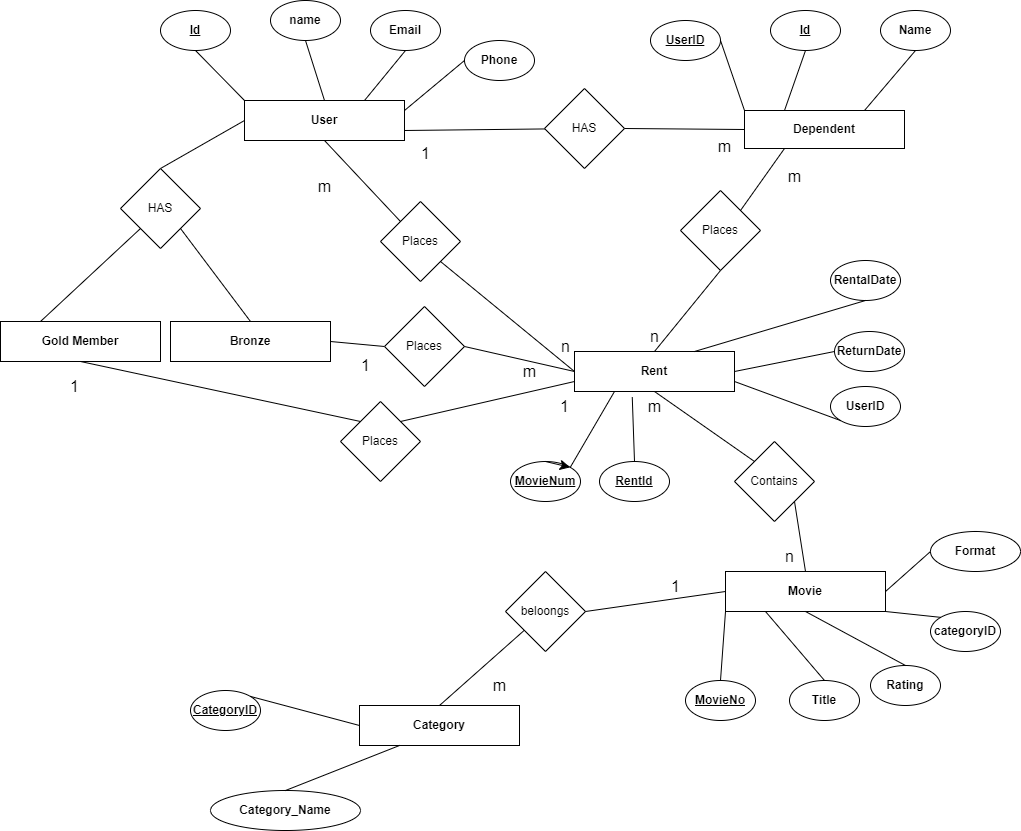 Id
name
Email
Phone
UserID
Id
Name
User
HAS
Dependent
1
m
m
m
HAS
Places
Places
RentalDate
Gold Member
Bronze
Places
1
1
n
n
m
1
m
Rent
ReturnDate
UserID
Places
MovieNum
RentId
Contains
n
Format
Movie
1
beloongs
categoryID
m
MovieNo
Title
Rating
CategoryID
Category
Category_Name